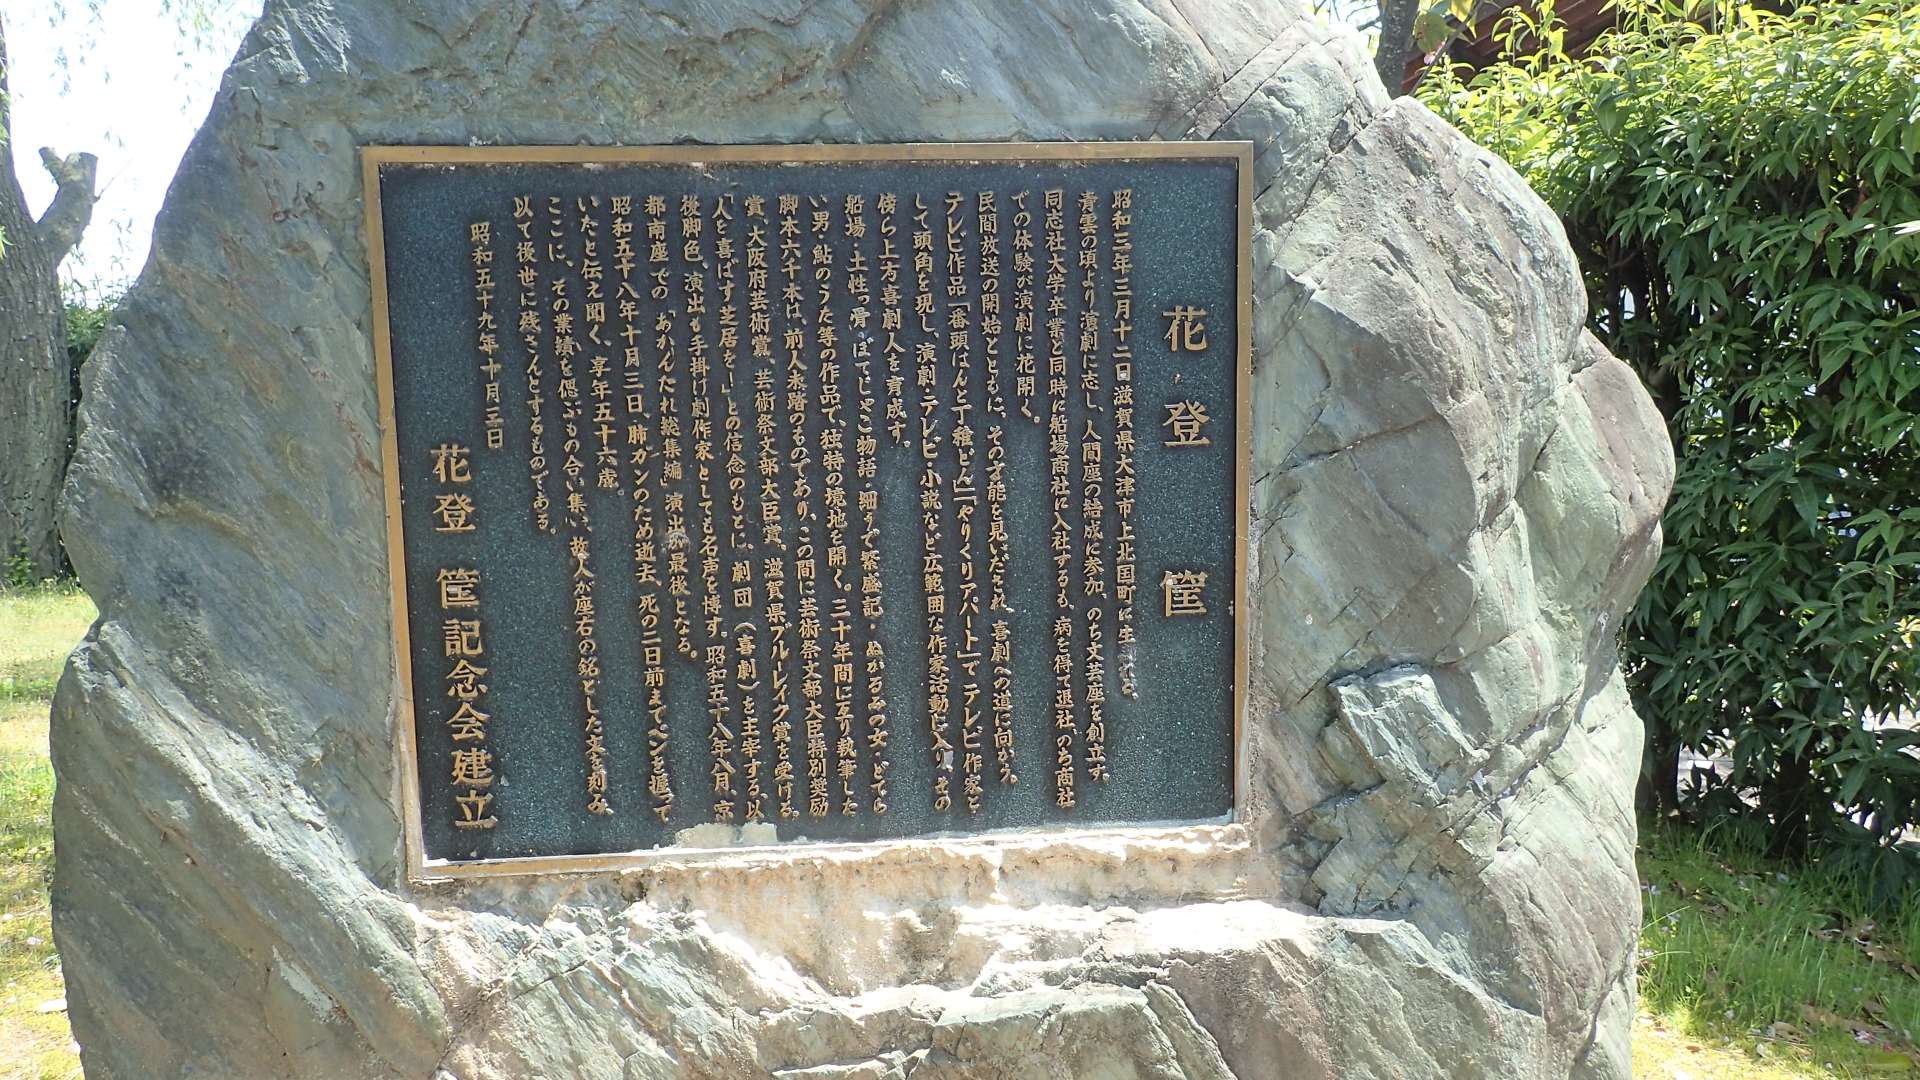 花登 筐
昭和三年三月十二日滋賀県大津市上北国町に生まれる。
青雲の頃より演劇に志し、人間座の結成に参加、のち文芸座を創立す。
同志社大学卒業と同時に船場商社に入社するも、病を得て退社、のち商社
での体験が演劇に花開く。
民間放送の開始とともに、その才能を見いだされ、喜劇への道に向かう。
テレビ作品「番頭はんと丁稚どん」「やりくりアパート」で テレビ 作家と
して頭角を現し、演劇・テレビ・小説など広範囲な作家活動に入り、その
傍ら上方喜劇人を育成す。
船場・土性っ骨・ぼてじゃこ物語・細うで繁盛記・ぬかるみの女・どてら
い男・鮎のうた等の作品で、独特の境地を開く。三十年間に亙り執筆した
脚本六千本は、前人未踏のものであり、この間に芸術祭文部大臣特別奨励
賞、大阪府芸術賞、芸術祭文部大臣賞、滋賀県ブルーレイク賞を受ける。
「人を喜ばす芝居を！」との信念のもとに、劇団（喜劇）を主宰する、以
後脚色、演出も手掛け劇作家としても名声を博す。昭和五十八年八月、京
都南座での「あかんたれ総集編」演出が最後となる。
昭和五十八年十月三日、肺ガンのため逝去、死の二日前までペンを握って
いたと伝え聞く、享年五十六歳。
ここに、その業績を偲ぶもの合い集い、故人が座右の銘とした案を刻み、
以て後世に残さんとするものである。
昭和五十九年十月三日
花登 筐記念会建立